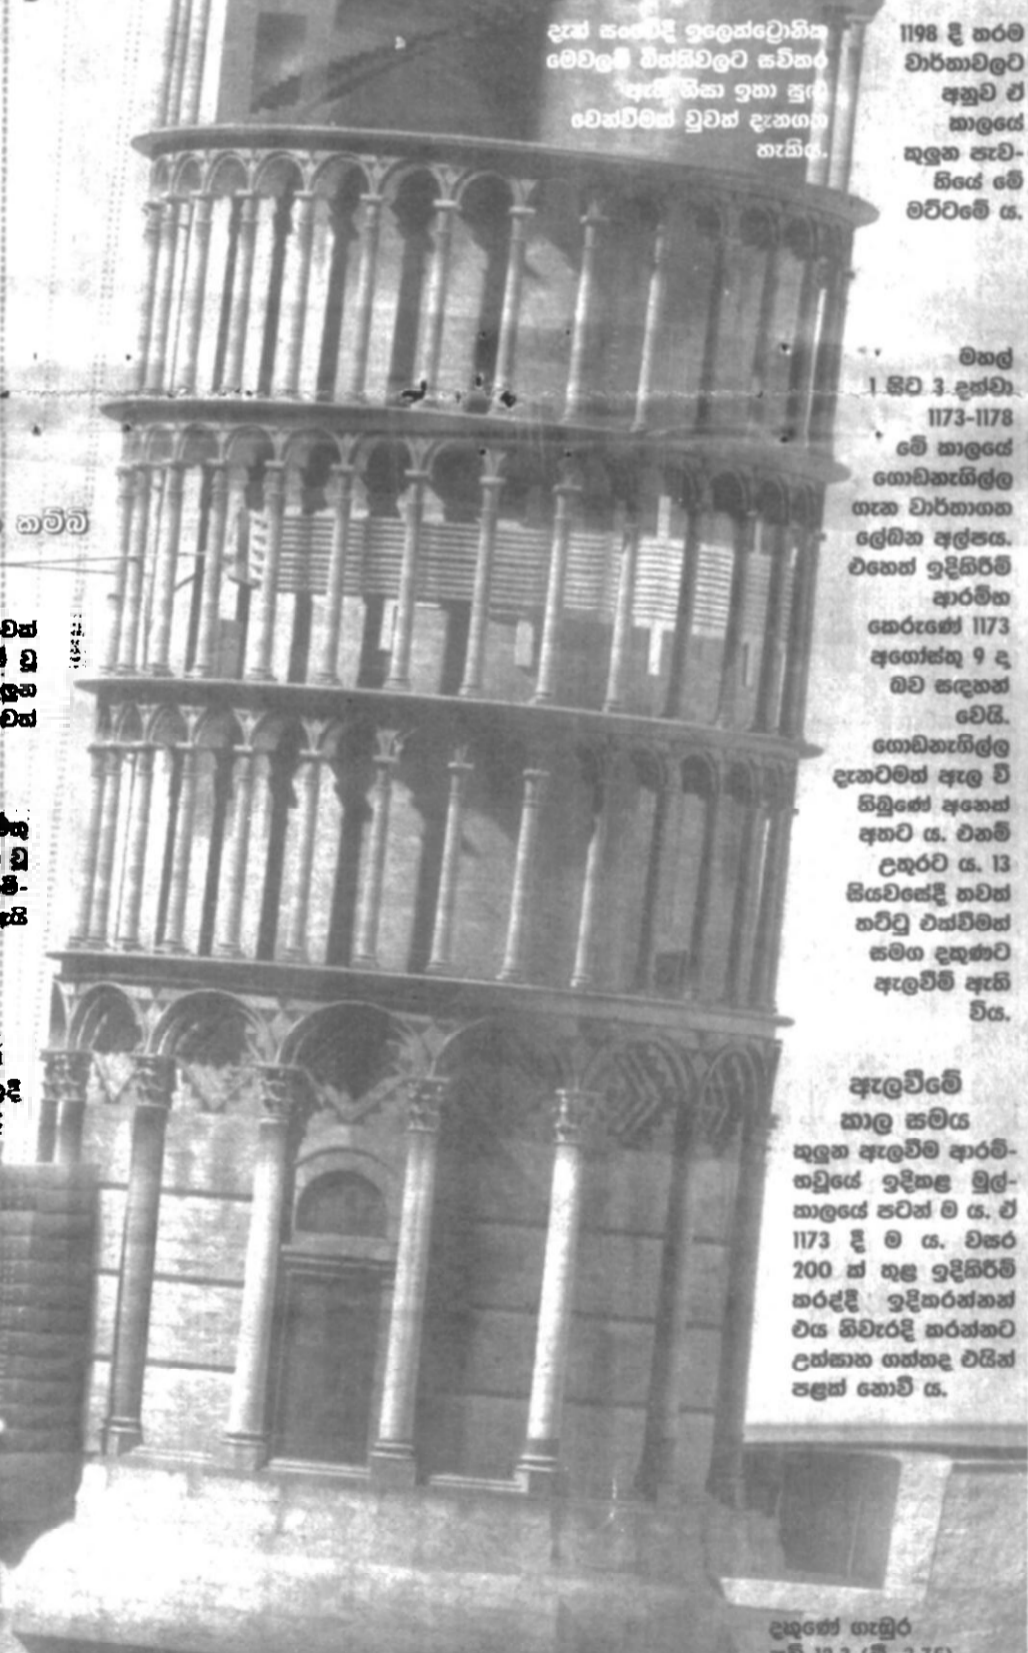 දැන් සංවේදී ඉලෙක්ට්‍රොනික
මෙවලම් බිත්තිවලට සවිකර
ඇති නිසා ඉතා සුළු
වෙන්වීමක් වුවත් දැනගත
හැකිය.
1198 දී කරම
වාර්තාවලට
අනුව ඒ
කාලයේ
කුලුන පැව-
තියේ මේ
මට්ටමේ ය.
මහල්
1 සිට 3 දක්වා
1173-1178
මේ කාලයේ
ගොඩනැගිල්ල
ගැන වාර්තාගත
ලේඛන අල්පය.
එහෙත් ඉදිකිරීම්
ආරම්භ
කෙරුණේ 1173
අගෝස්තු 9 දා
බව සඳහන්
වෙයි.
ගොඩනැගිල්ල
දැනටමත් ඇල වී
තිබුණේ අනෙක්
අතට ය. එනම්
උතුරට ය. 13
සියවසේදී තවත්
තට්ටු එක්වීමත්
සමග දකුණට
ඇලවීම් ඇති
විය.
කම්බි
වක්
වක්
ඇලවීමේ
කාල සමය
කුලුන ඇලවීම ආරම්-
භවූයේ ඉදිකළ මුල්-
කාලයේ පටන් ම ය. ඒ
1173 දී ම ය. වසර
200 ක් තුළ ඉදිකිරීම්
කරද්දී ඉදිකරන්නන්
එය නිවැරදි කරන්නට
උත්සාහ ගත්තද එයින්
පළක් නොවී ය.
දකුණේ ගැඹුර